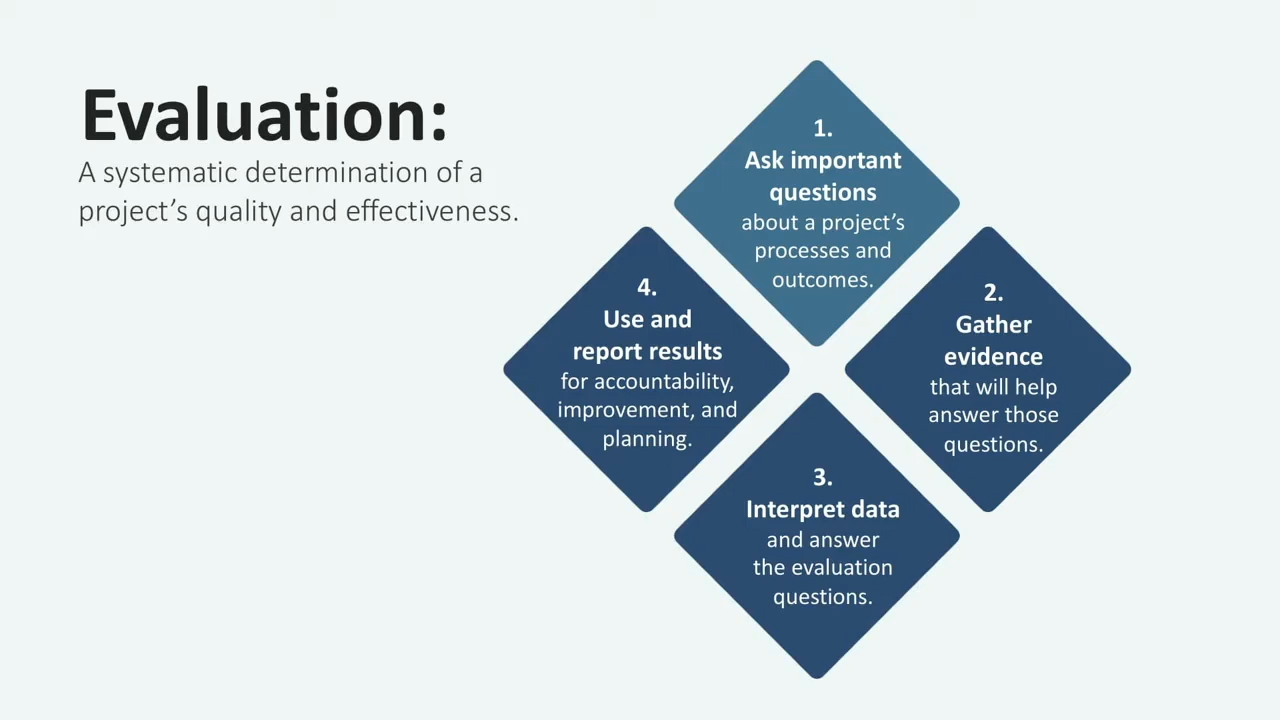 Evaluation:
A systematic determination of a
project’s quality and effectiveness.
1.
Ask important
questions
about a project’s
processes and
outcomes.
2.
Gather
evidence
that will help
answer those
questions.
3.
Interpret data
and answer
the evaluation
questions.
4.
Use and
report results
for accountability,
improvement, and
planning.